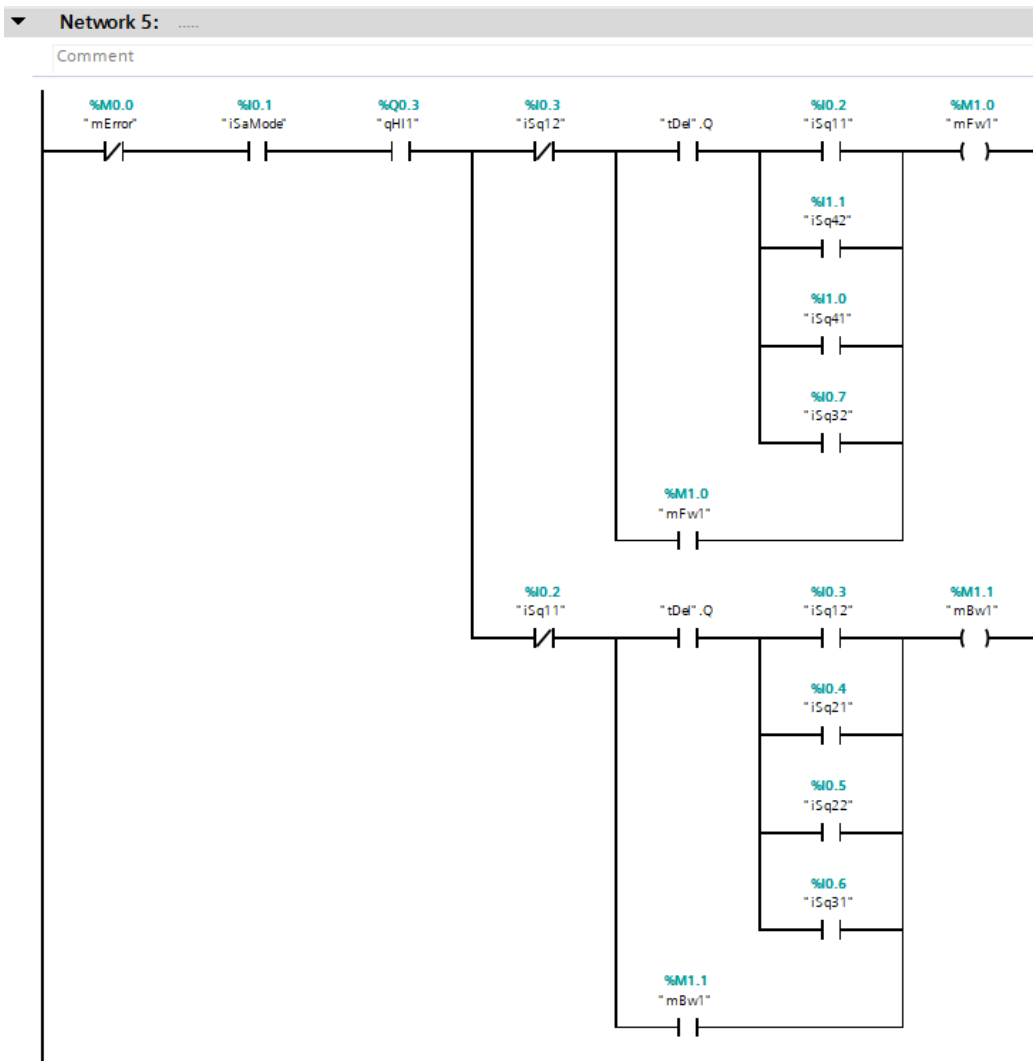 Network 5: .....
Comment
%M0.0 %I0.1 %Q0.3 %I0.3 %I0.2 %M1.0
"mError" "iSaMode" "qHl1" "iSq12" "tDel".Q "iSq11" "mFw1"
%I1.1
"iSq42"
%I1.0
"iSq41"
%I0.7
"iSq32"
%M1.0
"mFw1"
%I0.2 %I0.3 %M1.1
"iSq11" "tDel".Q "iSq12" "mBw1"
%I0.4
"iSq21"
%I0.5
"iSq22"
%I0.6
"iSq31"
%M1.1
"mBw1"